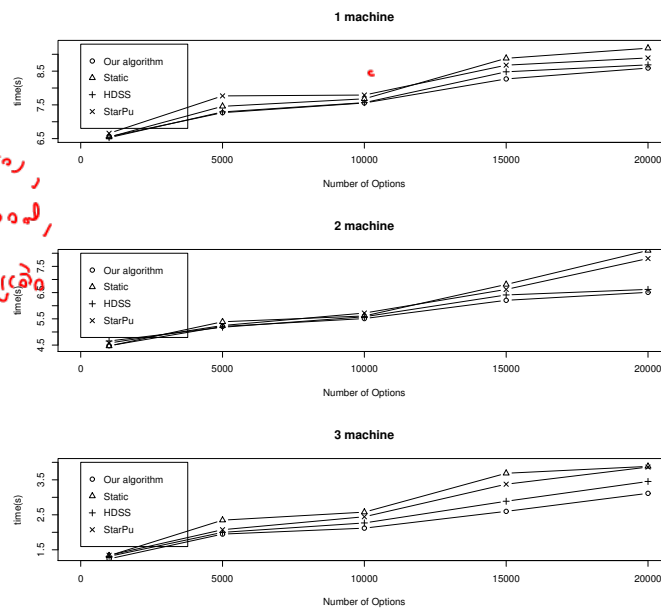 1 machine
Our algorithm
Static
HDSS
StarPu
time(s)
6.5 7.5 8.5
0 5000 10000 15000 20000
Number of Options
2 machine
Our algorithm
Static
HDSS
StarPu
time(s)
4.5 5.5 6.5 7.5
0 5000 10000 15000 20000
Number of Options
3 machine
Our algorithm
Static
HDSS
StarPu
time(s)
1.5 2.5 3.5
0 5000 10000 15000 20000
Number of Options